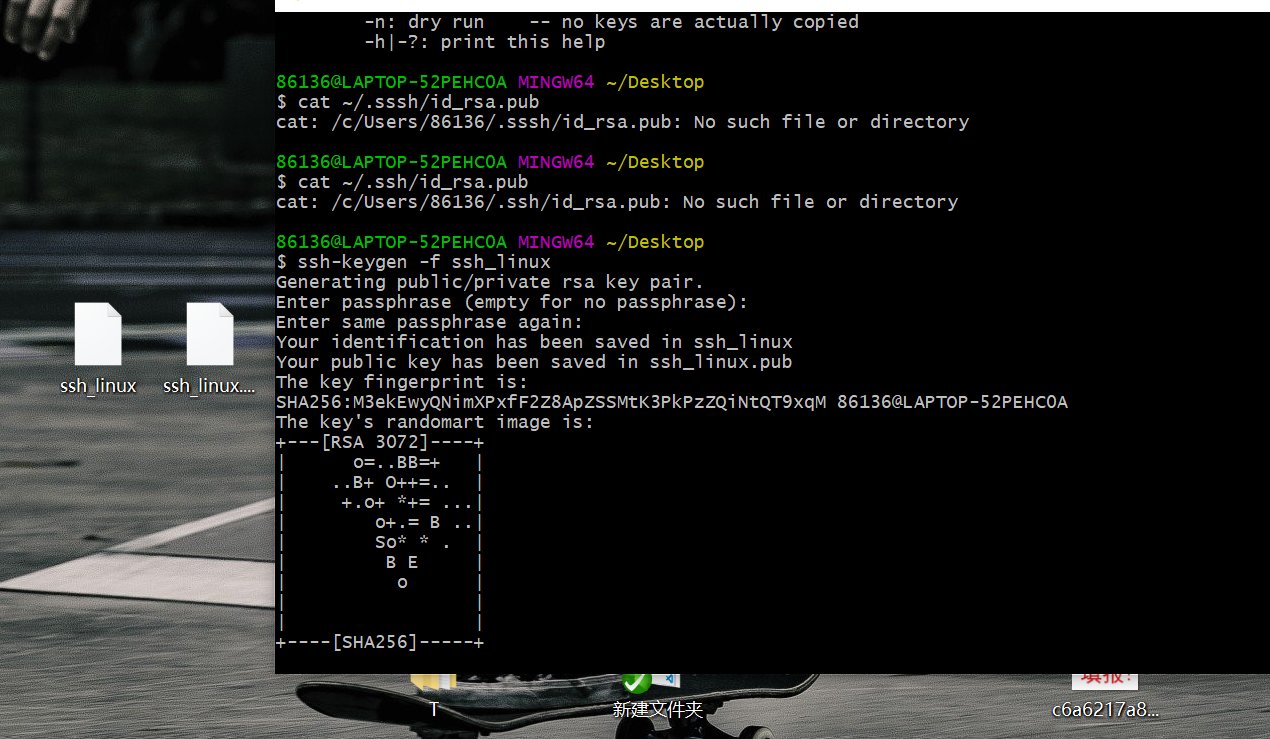 -n: dry run    -- no keys are actually copied
-h|-?: print this help
86136@LAPTOP-52PEHC0A MINGW64 ~/Desktop
$ cat ~/.sssh/id_rsa.pub
cat: /c/Users/86136/.sssh/id_rsa.pub: No such file or directory
86136@LAPTOP-52PEHC0A MINGW64 ~/Desktop
$ cat ~/.ssh/id_rsa.pub
cat: /c/Users/86136/.ssh/id_rsa.pub: No such file or directory
86136@LAPTOP-52PEHC0A MINGW64 ~/Desktop
$ ssh-keygen -f ssh_linux
Generating public/private rsa key pair.
Enter passphrase (empty for no passphrase):
Enter same passphrase again:
Your identification has been saved in ssh_linux
Your public key has been saved in ssh_linux.pub
The key fingerprint is:
SHA256:M3ekEwyQNimXPxfF2Z8ApZSSMtK3PkPzZQiNtQT9xqM 86136@LAPTOP-52PEHC0A
The key's randomart image is:
+---[RSA 3072]----+
|      o=..BB=+   |
|    ..B+ O++=..  |
|     +.o+ *+= ...|
|        o+.= B ..|
|        So* * .  |
|         B E     |
|          o      |
|                 |
|                 |
+----[SHA256]-----+
ssh_linux
ssh_linux....
填报:
T
新建文件夹
c6a6217a8...